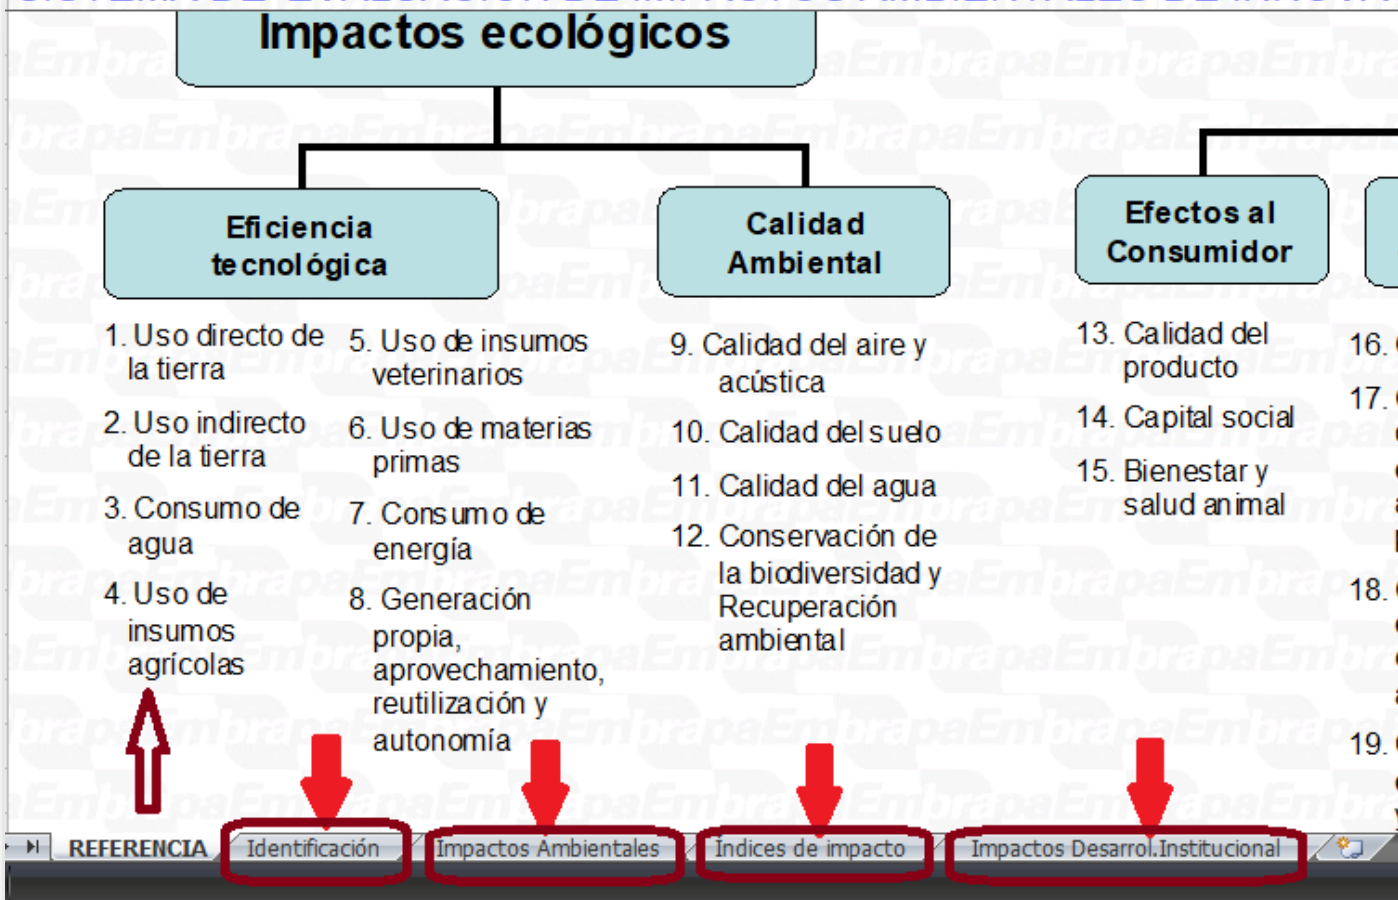 Impactos ecológicos
Eficiencia
tecnológica
Calidad
Ambiental
Efectos al
Consumidor
1. Uso directo de
la tierra
2. Uso indirecto
de la tierra
3. Consumo de
agua
4. Uso de
insumos
agrícolas
5. Uso de insumos
veterinarios
6. Uso de materias
primas
7. Consumo de
energía
8. Generación
propia,
aprovechamiento,
reutilización y
autonomía
9. Calidad del aire y
acústica
10. Calidad del suelo
11. Calidad del agua
12. Conservación de
la biodiversidad y
Recuperación
ambiental
13. Calidad del
producto
14. Capital social
15. Bienestar y
salud animal
16.
17.
18.
19.
REFERENCIA
Identificación
Impactos Ambientales
Índices de impacto
Impactos Desarrol.Institucional